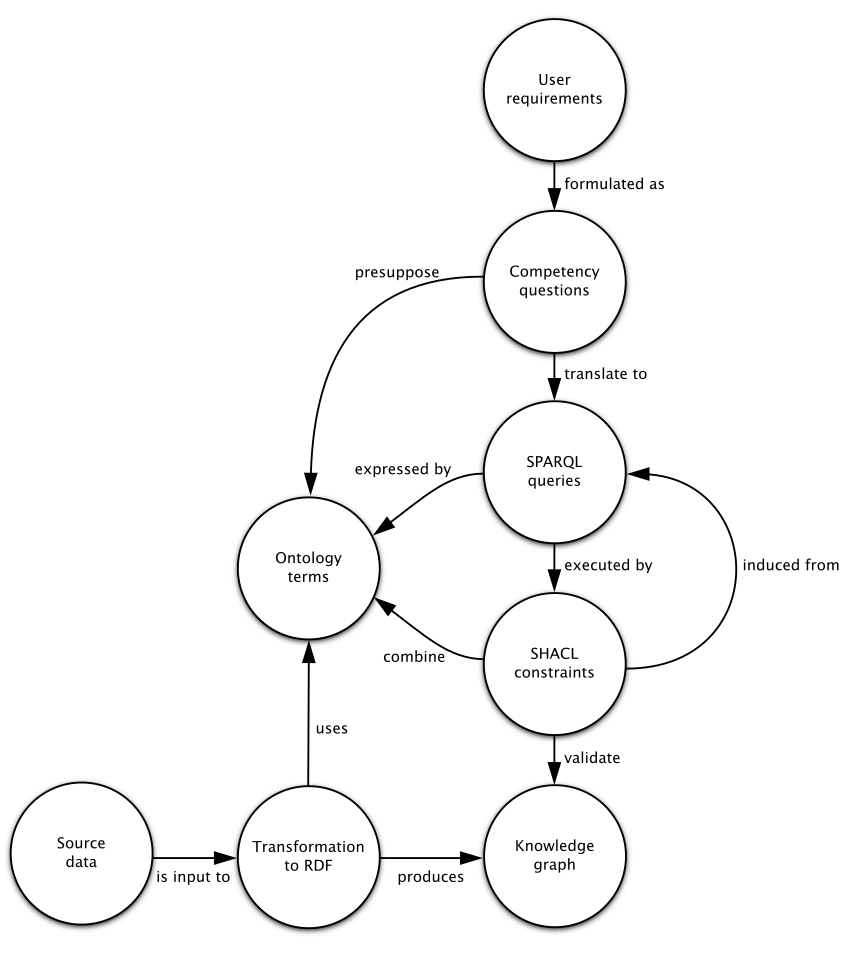 User
requirements
formulated as
presuppose
Competency
questions
translate to
expressed by
SPARQL
queries
Ontology
terms
executed by
induced from
combine
SHACL
constraints
uses
validate
Source
data
is input to
Transformation
to RDF
produces
Knowledge
graph